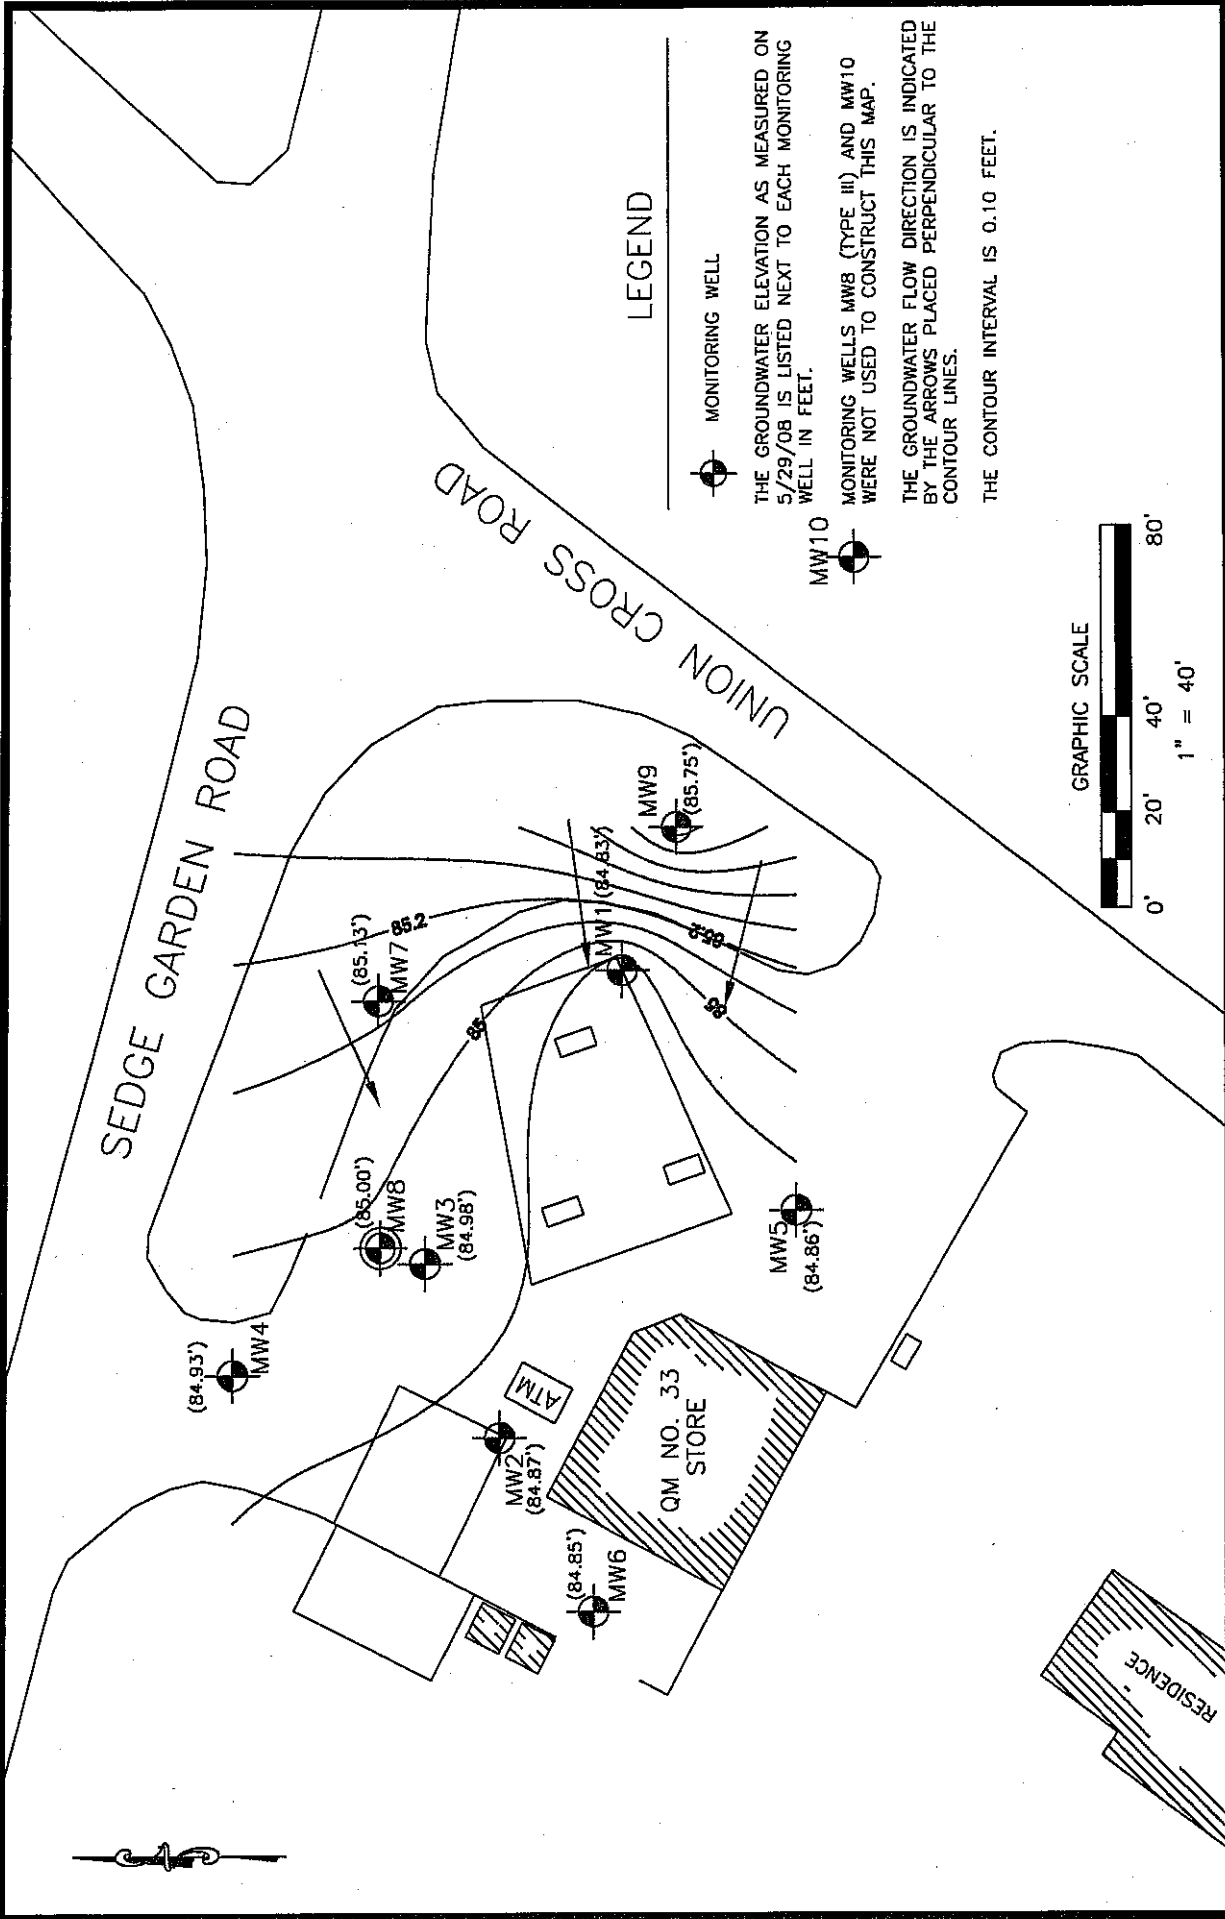 SEDGE GARDEN ROAD
UNION CROSS ROAD
(84.93')
MW4
(85.00')
MW8
MW3
(84.98')
(85.13')
MW7
85.2
85
MW1 (84.83')
MW9
(85.75')
85.2
85
MW2
(84.87')
ATM
(84.85')
MW6
QM NO. 33
STORE
MW5
(84.86')
RESIDENCE
MW10
LEGEND
MONITORING WELL
THE GROUNDWATER ELEVATION AS MEASURED ON
5/29/08 IS LISTED NEXT TO EACH MONITORING
WELL IN FEET.
MONITORING WELLS MW8 (TYPE III) AND MW10
WERE NOT USED TO CONSTRUCT THIS MAP.
THE GROUNDWATER FLOW DIRECTION IS INDICATED
BY THE ARROWS PLACED PERPENDICULAR TO THE
CONTOUR LINES.
THE CONTOUR INTERVAL IS 0.10 FEET.
GRAPHIC SCALE
0' 20' 40' 80'
1" = 40'